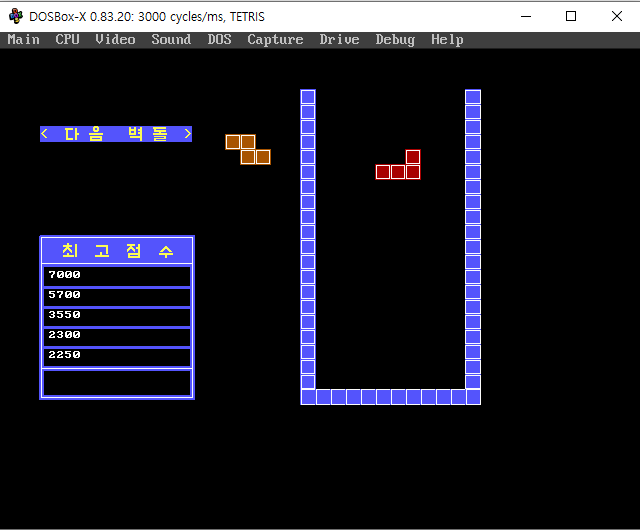 DOSBox-X 0.83.20: 3000 cycles/ms, TETRIS
Main CPU Video Sound DOS Capture Drive Debug Help
< 다음 벽돌 >
최 고 점 수
7000
5700
3550
2300
2250